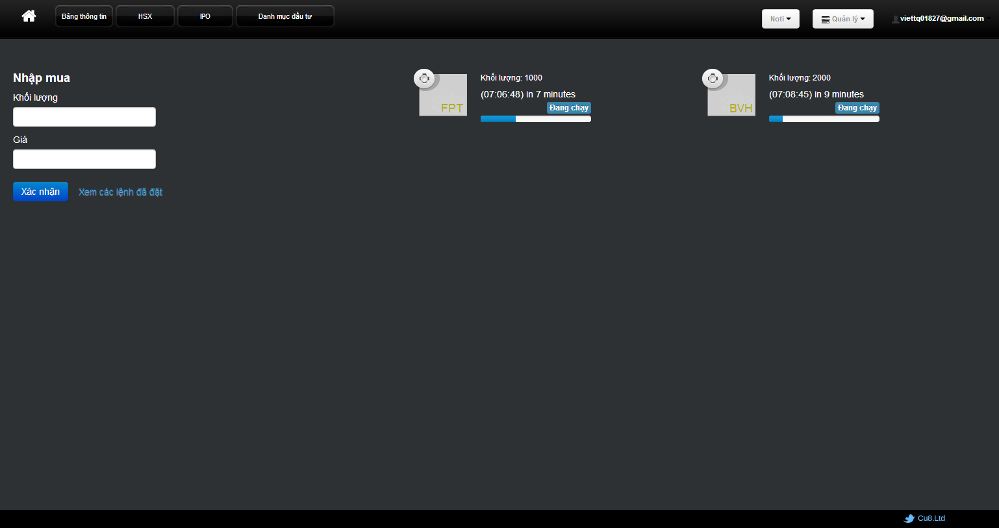 Bảng thông tin
HSX
IPO
Danh mục đầu tư
Noti
Quản lý
viettq01827@gmail.com
Nhập mua
Khối lượng
Giá
Xác nhận
Xem các lệnh đã đặt
FPT
Khối lượng: 1000
(07:06:48) in 7 minutes
Đang chạy
BVH
Khối lượng: 2000
(07:08:45) in 9 minutes
Đang chạy
Cu8.Ltd